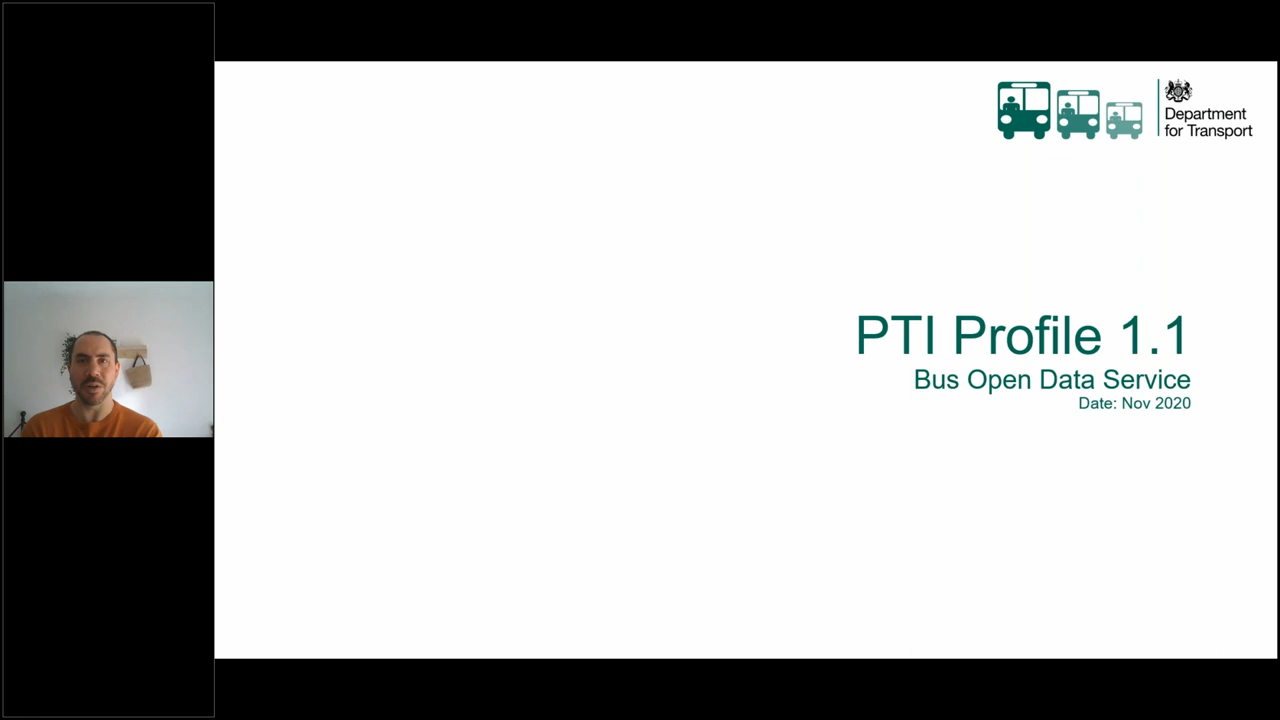 Department
for Transport
PTI Profile 1.1
Bus Open Data Service
Date: Nov 2020